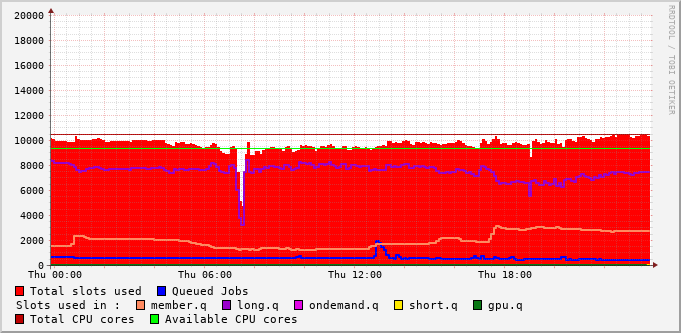 20000
18000
16000
14000
12000
10000
8000
6000
4000
2000
0
Thu 00:00 Thu 06:00 Thu 12:00 Thu 18:00
Total slots used Queued Jobs
Slots used in : member.q long.q ondemand.q short.q gpu.q
Total CPU cores Available CPU cores
RRDTOOL / TOBI OETIKER